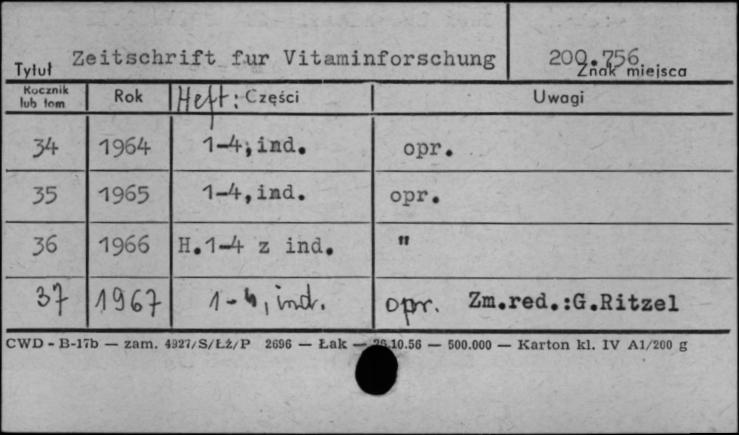 Tytuł Zeitschrift fur Vitaminforschung 200.756 Znak miejsca
Rocznik lub tom Rok Heft: Części Uwagi
34 1964 1-4, ind. opr.
35 1965 1-4, ind. opr.
36 1966 H.1-4 z ind. "
37 1967 1-4, ind. opr. Zm.red.:G.Ritzel
CWD - B-17b — zam. 4927/S/Łż/P 2696 — Łak — 26.10.56 — 500.000 — Karton kl. IV A1/200 g